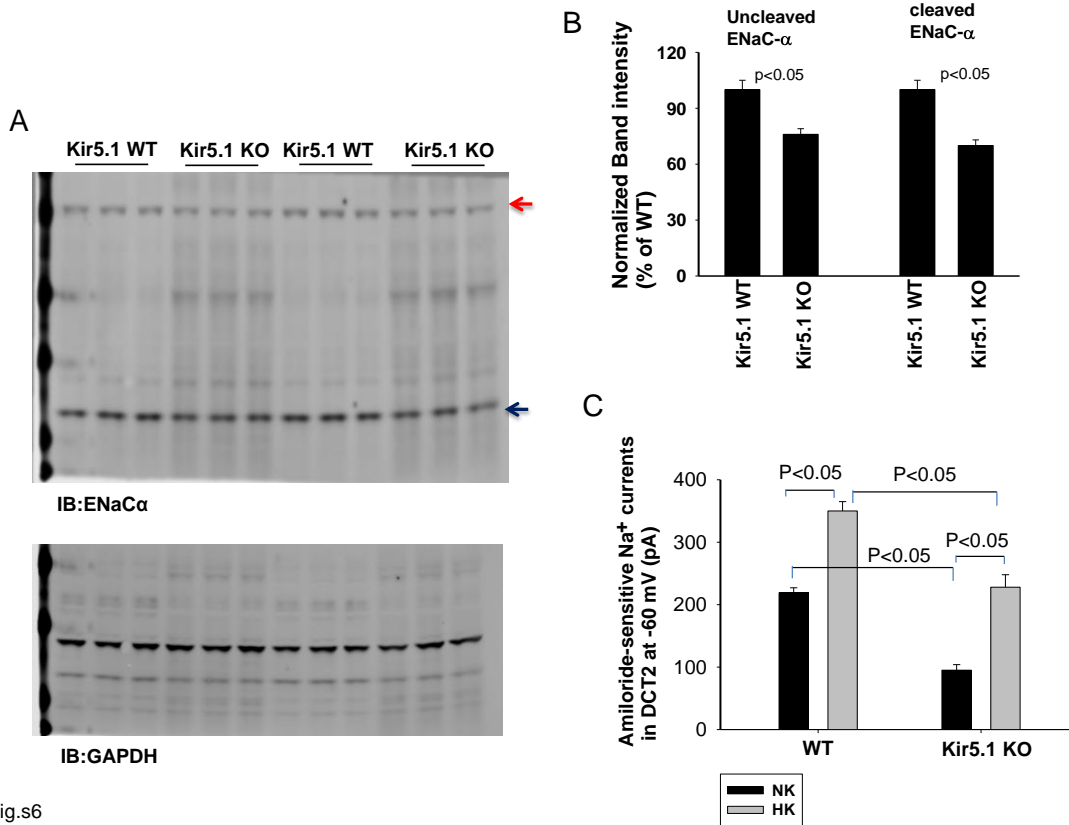 A
Kir5.1 WT Kir5.1 KO Kir5.1 WT Kir5.1 KO
IB:ENaCα
IB:GAPDH
B
Uncleaved
ENaC-α
cleaved
ENaC-α
p<0.05
p<0.05
Normalized Band intensity
(% of WT)
120
90
60
30
0
Kir5.1 WT
Kir5.1 KO
Kir5.1 WT
Kir5.1 KO
C
Amiloride-sensitive Na⁺ currents
in DCT2 at -60 mV (pA)
400
300
200
100
0
P<0.05
P<0.05
P<0.05
P<0.05
WT
Kir5.1 KO
NK
HK
ig.s6